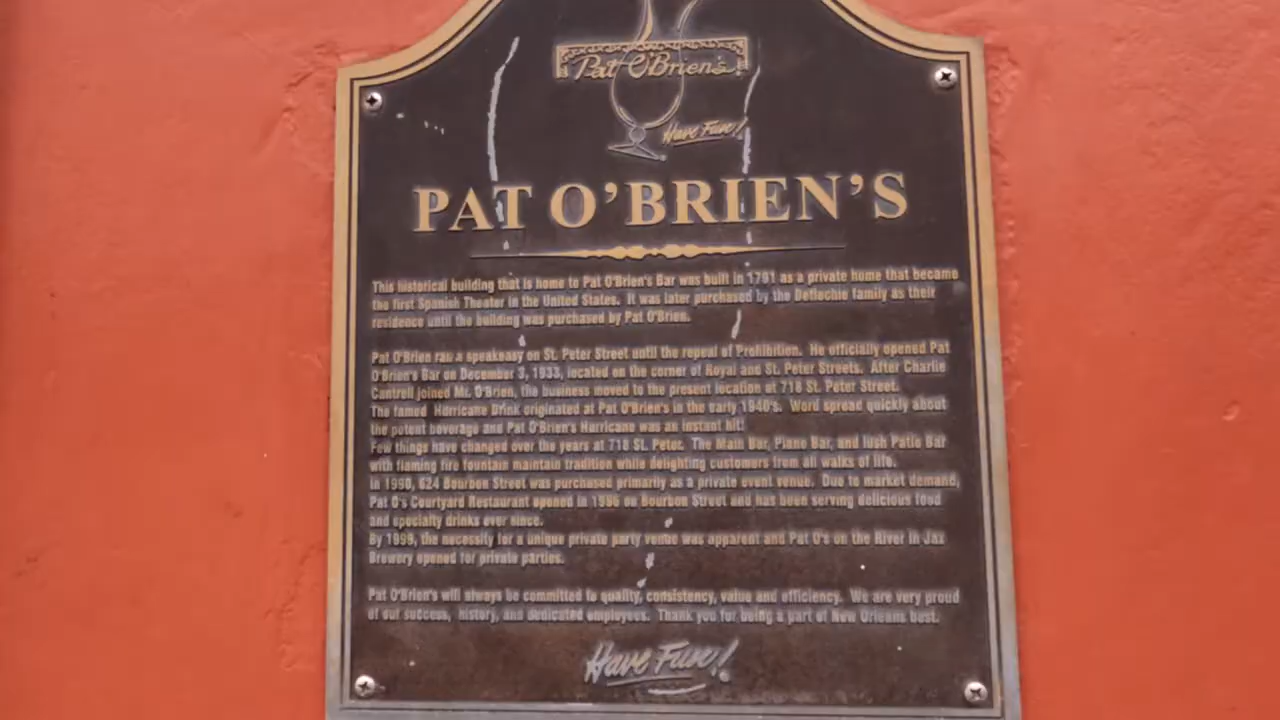 Pat O'Brien's
Have Fun!
PAT O'BRIEN'S
This historical building that is home to Pat O'Brien's Bar was built in 1791 as a private home that became
the first Spanish Theater in the United States. It was later purchased by the Deflechie family as their
residence until the building was purchased by Pat O'Brien.
Pat O'Brien ran a speakeasy on St. Peter Street until the repeal of Prohibition. He officially opened Pat
O'Brien's Bar on December 3, 1933, located on the corner of Royal and St. Peter Streets. After Charlie
Cantrell joined Mr. O'Brien, the business moved to the present location at 718 St. Peter Street.
The famed Hurricane Drink originated at Pat O'Brien's in the early 1940's. Word spread quickly about
the potent beverage and Pat O'Brien's Hurricane was an instant hit!
Few things have changed over the years at 718 St. Peter. The Main Bar, Piano Bar, and lush Patio Bar
with flaming fire fountain maintain tradition while delighting customers from all walks of life.
In 1990, 624 Bourbon Street was purchased primarily as a private event venue. Due to market demand,
Pat O's Courtyard Restaurant opened in 1996 on Bourbon Street and has been serving delicious food
and specialty drinks ever since.
By 1999, the necessity for a unique private party venue was apparent and Pat O's on the River in Jax
Brewery opened for private parties.
Pat O'Brien's will always be committed to quality, consistency, value and efficiency. We are very proud
of our success, history, and dedicated employees. Thank you for being a part of New Orleans best.
Have Fun!